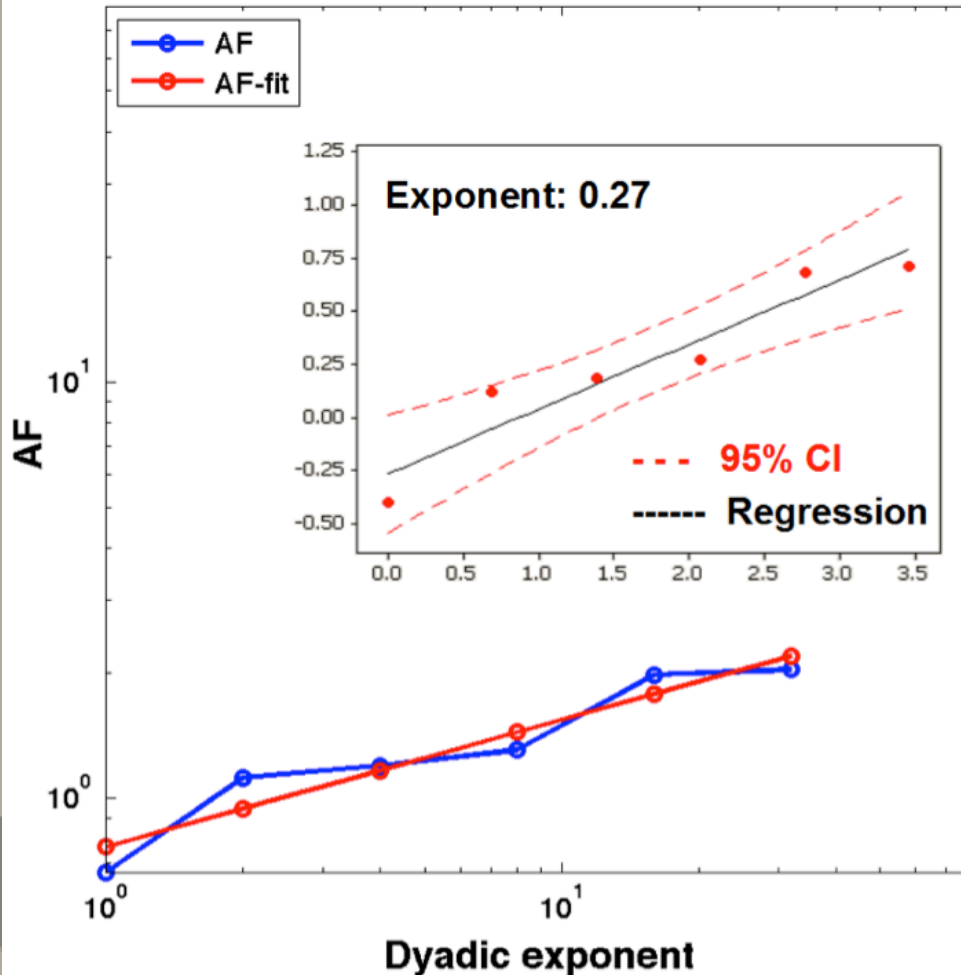 AF
AF-fit
1.25
1.00
0.75
0.50
0.25
0.00
-0.25
-0.50
Exponent: 0.27
95% CI
Regression
0.0 0.5 1.0 1.5 2.0 2.5 3.0 3.5
AF
10¹
10⁰
10⁰ 10¹
Dyadic exponent